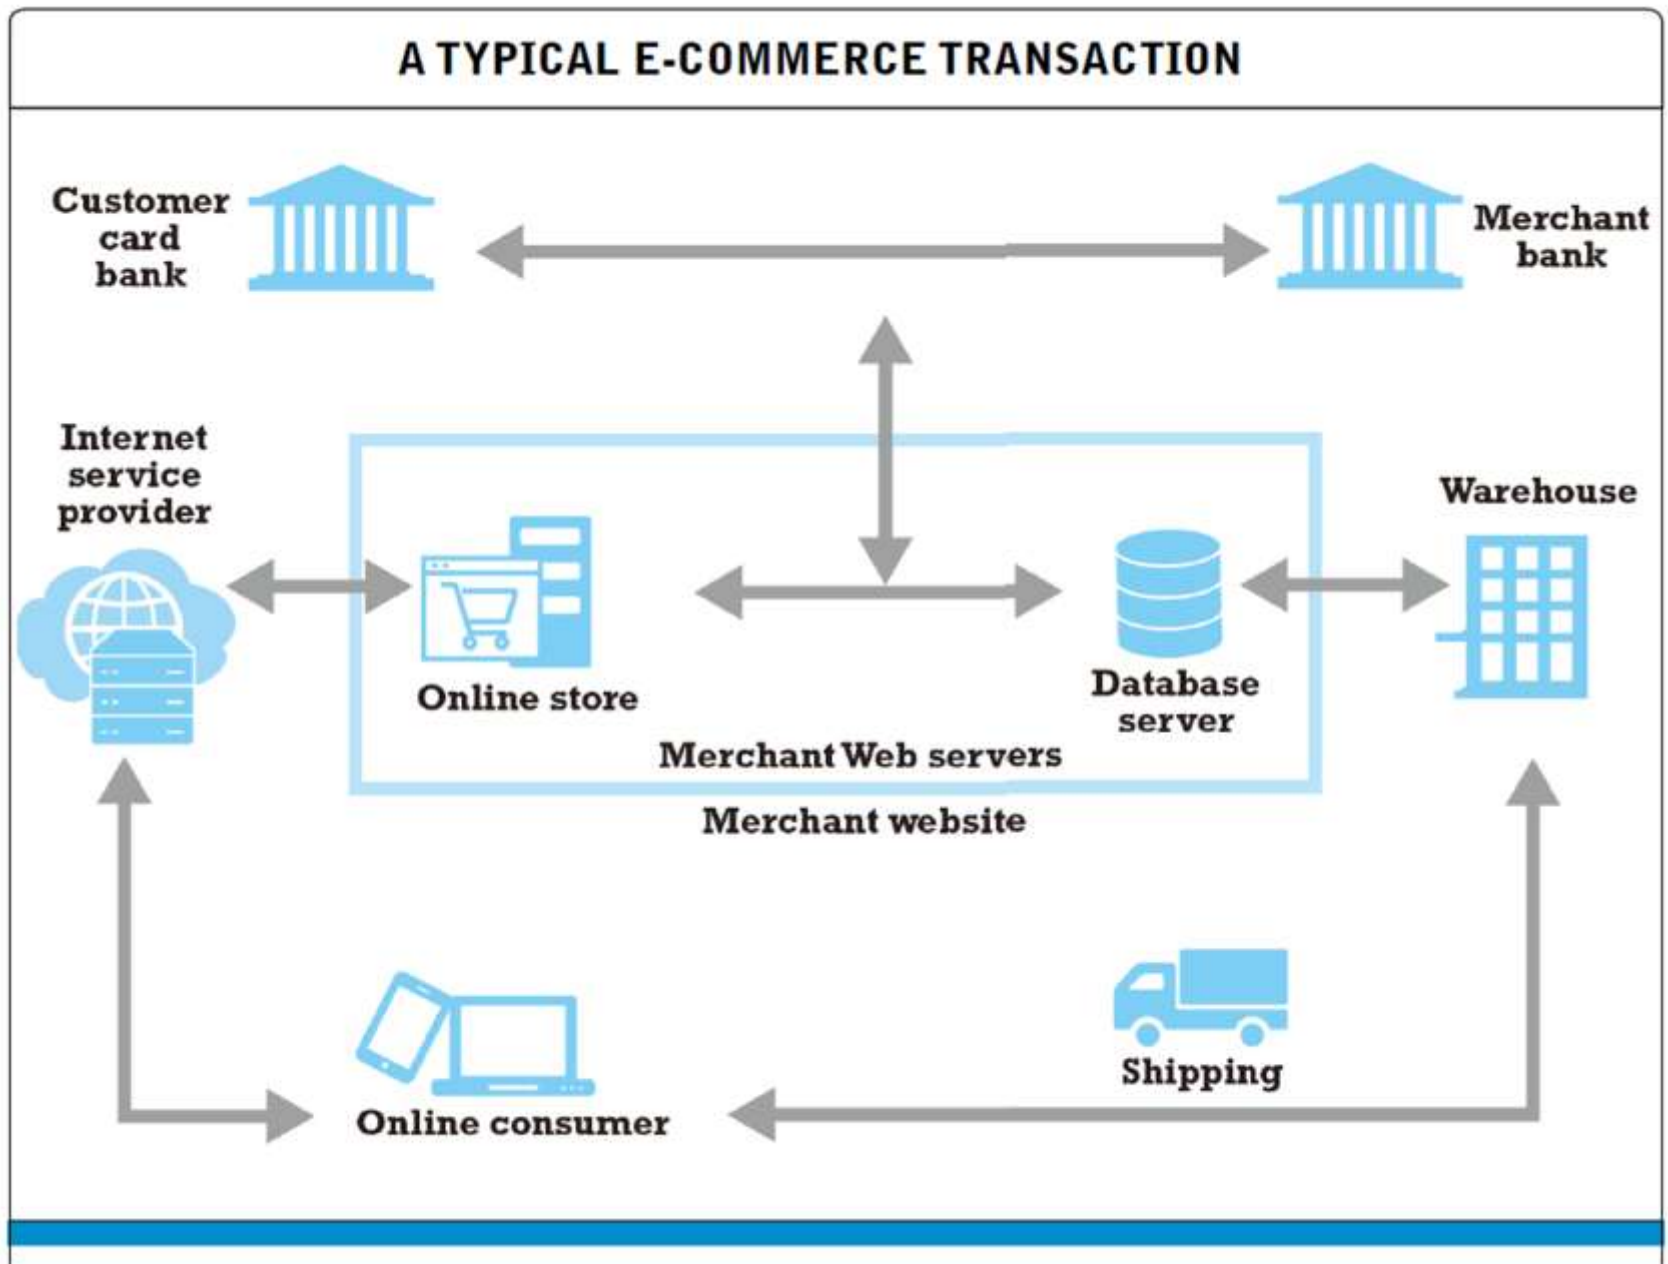 A TYPICAL E-COMMERCE TRANSACTION
Customer
card
bank
Merchant
bank
Internet
service
provider
Warehouse
Online store
Database
server
Merchant Web servers
Merchant website
Shipping
Online consumer